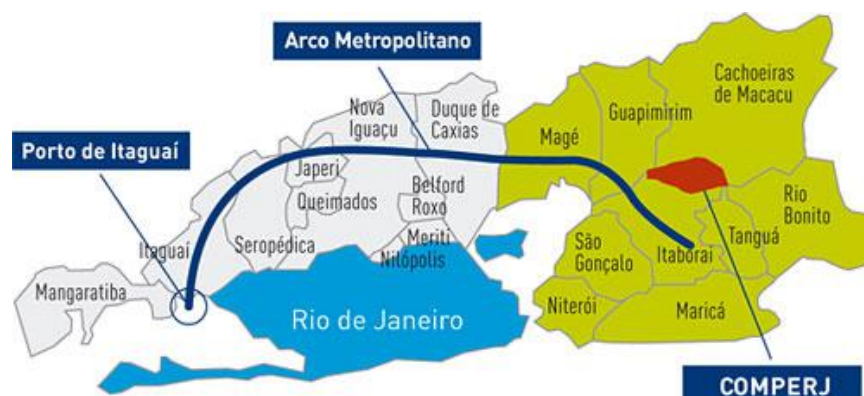 Arco Metropolitano
Cachoeiras
de Macacu
Nova
Iguaçu
Duque de
Caxias
Guapimirim
Magé
Porto de Itaguaí
Japeri
Queimados
Belford
Roxo
Rio
Bonito
Itaguaí
Seropédica
Meriti
Nilópolis
São
Gonçalo
Itaboraí
Tanguá
Mangaratiba
Niterói
Maricá
Rio de Janeiro
COMPERJ